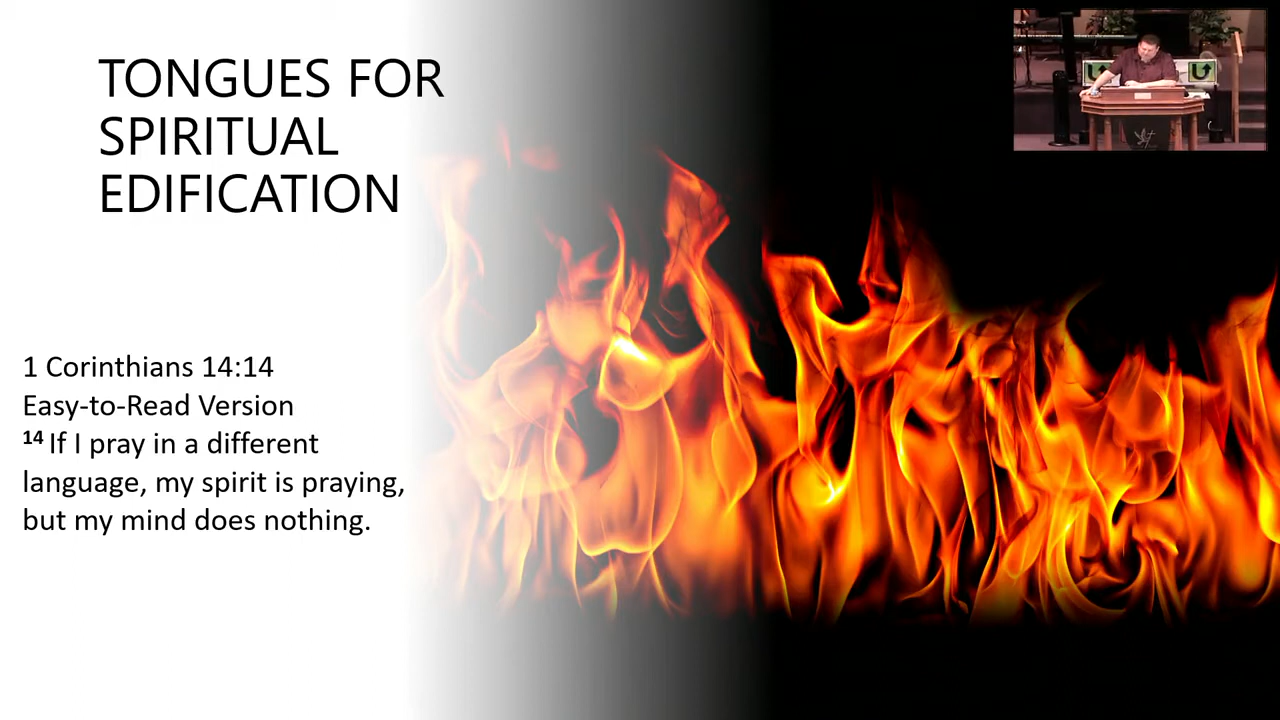 TONGUES FOR
SPIRITUAL
EDIFICATION
1 Corinthians 14:14
Easy-to-Read Version
14 If I pray in a different
language, my spirit is praying,
but my mind does nothing.